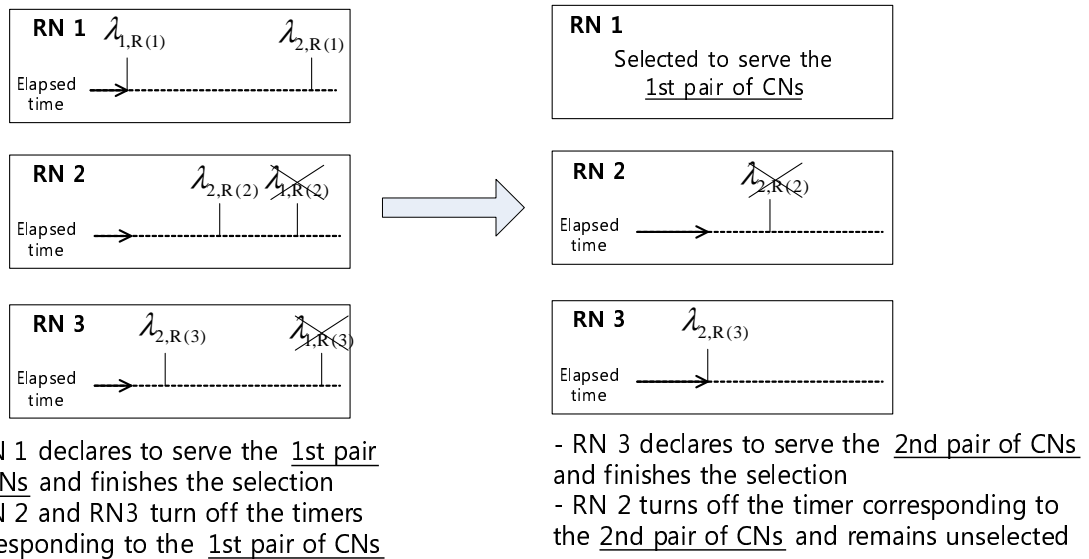 RN 1 λ1,R(1) λ2,R(1)
Elapsed
time
RN 2 λ2,R(2) λ1,R(2)
Elapsed
time
RN 3 λ2,R(3) λ1,R(3)
Elapsed
time
N 1 declares to serve the 1st pair
Ns and finishes the selection
N 2 and RN3 turn off the timers
esponding to the 1st pair of CNs
RN 1
Selected to serve the
1st pair of CNs
RN 2 λ2,R(2)
Elapsed
time
RN 3 λ2,R(3)
Elapsed
time
- RN 3 declares to serve the 2nd pair of CNs
and finishes the selection
- RN 2 turns off the timer corresponding to
the 2nd pair of CNs and remains unselected